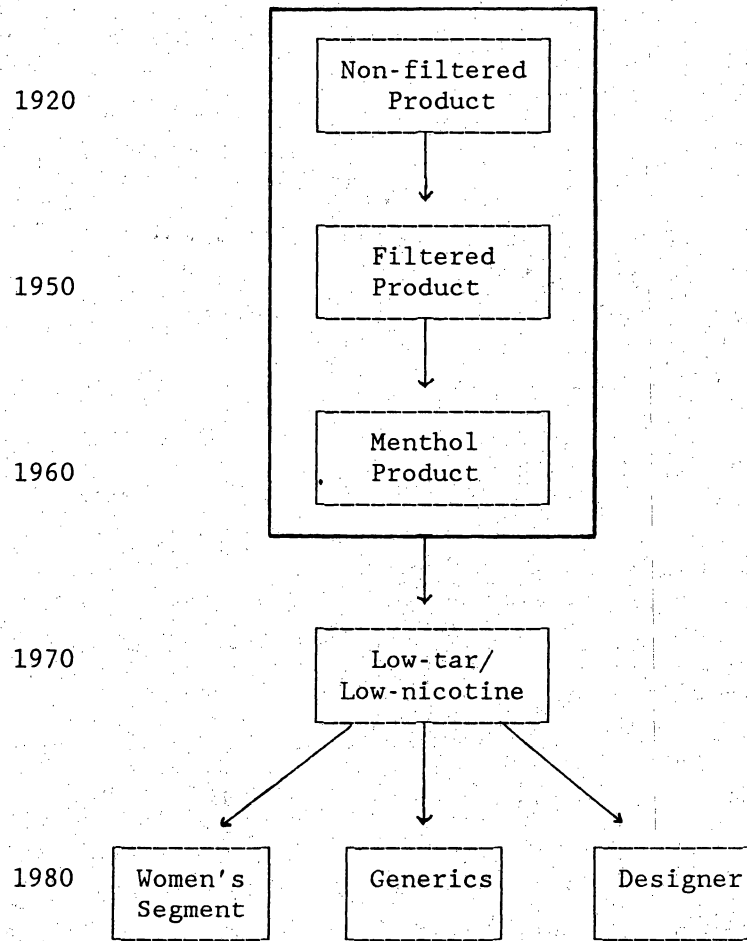 Non-filtered
1920 Product
Filtered
1950 Product
Menthol
1960 Product
1970 Low-tar/
Low-nicotine
1980 Women's Generics Designer
Segment